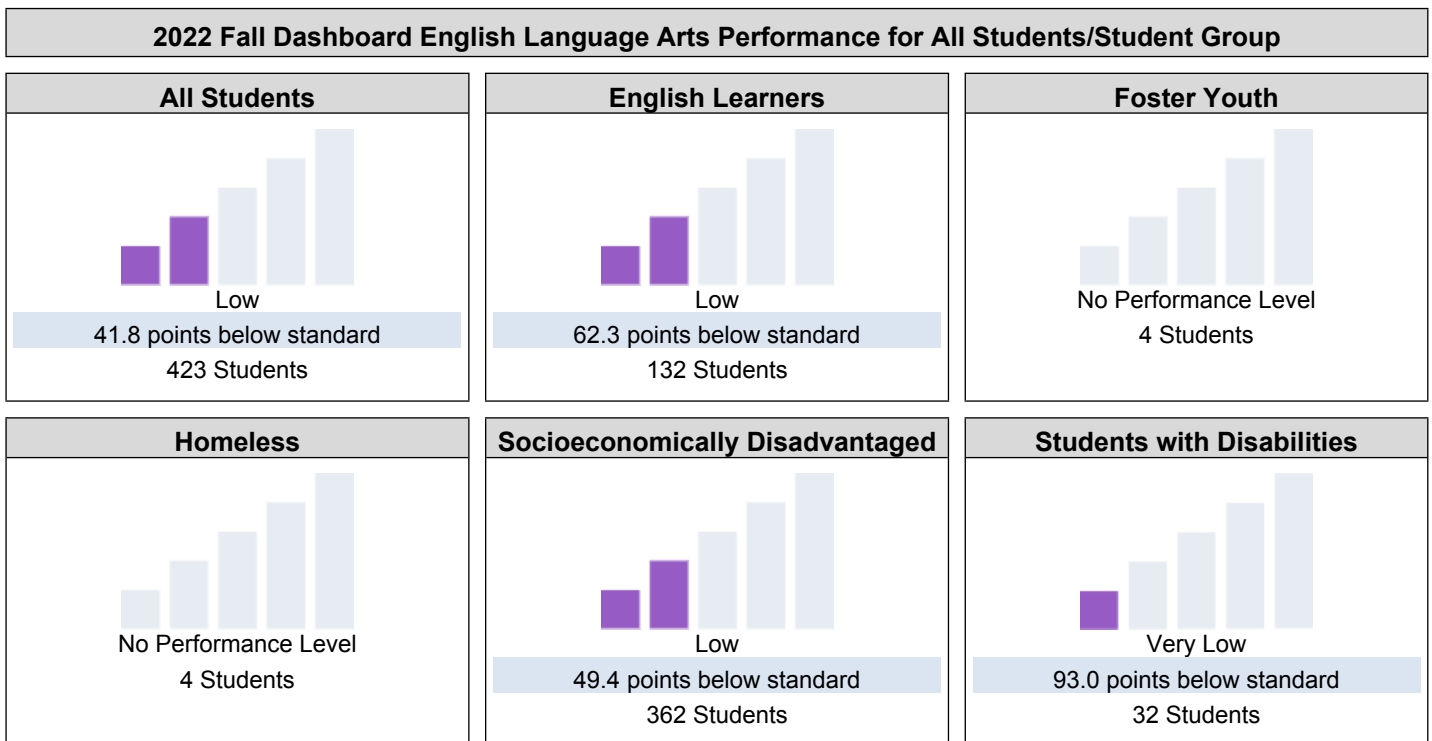 2022 Fall Dashboard English Language Arts Performance for All Students/Student Group
All Students
Low
41.8 points below standard
423 Students
English Learners
Low
62.3 points below standard
132 Students
Foster Youth
No Performance Level
4 Students
Homeless
No Performance Level
4 Students
Socioeconomically Disadvantaged
Low
49.4 points below standard
362 Students
Students with Disabilities
Very Low
93.0 points below standard
32 Students